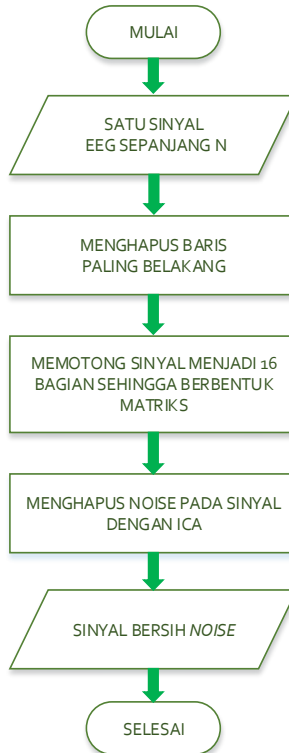 MULAI
SATU SINYAL
EEG SEPANJANG N
MENGHAPUS BARIS
PALING BELAKANG
MEMOTONG SINYAL MENJADI 16
BAGIAN SEHINGGA BERBENTUK
MATRIKS
MENGHAPUS NOISE PADA SINYAL
DENGAN ICA
SINYAL BERSIH NOISE
SELESAI